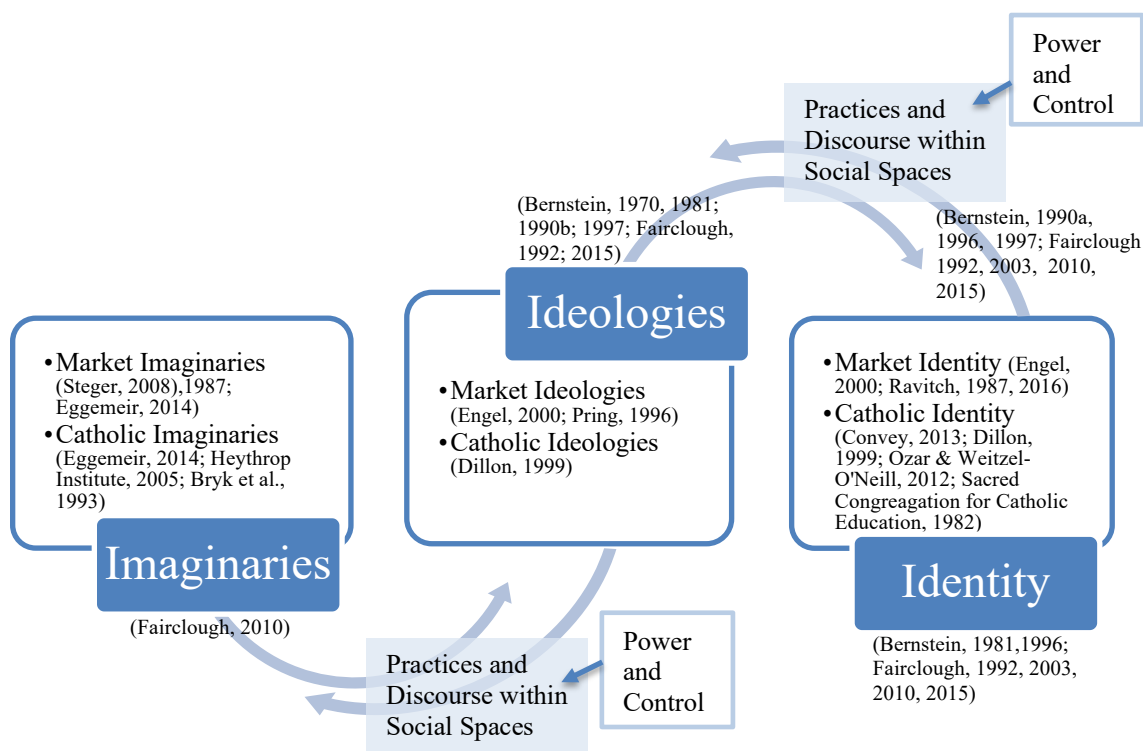 Power
and
Control
Practices and
Discourse within
Social Spaces
(Bernstein, 1970, 1981;
1990b; 1997; Fairclough,
1992; 2015)
(Bernstein, 1990a,
1996, 1997; Fairclough
1992, 2003, 2010,
2015)
Ideologies
•Market Imaginaries
(Steger, 2008),1987;
Eggemeir, 2014)
•Catholic Imaginaries
(Eggemeir, 2014; Heythrop
Institute, 2005; Bryk et al.,
1993)
Imaginaries
(Fairclough, 2010)
•Market Ideologies
(Engel, 2000; Pring, 1996)
•Catholic Ideologies
(Dillon, 1999)
•Market Identity (Engel,
2000; Ravitch, 1987, 2016)
•Catholic Identity
(Convey, 2013; Dillon,
1999; Ozar & Weitzel-
O'Neill, 2012; Sacred
Congreagation for Catholic
Education, 1982)
Identity
(Bernstein, 1981,1996;
Fairclough, 1992, 2003,
2010, 2015)
Practices and
Discourse within
Social Spaces
Power
and
Control